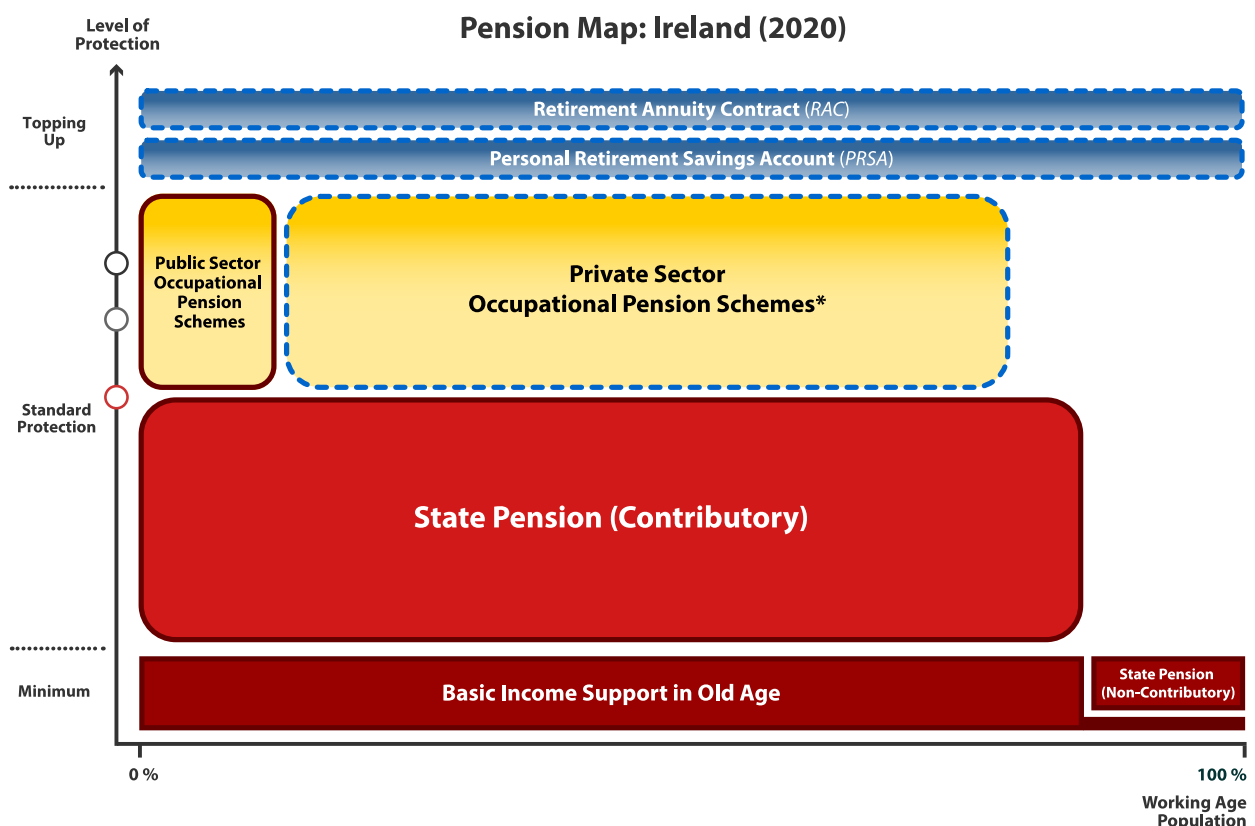 Pension Map: Ireland (2020)
Level of
Protection
Topping
Up
Retirement Annuity Contract (RAC)
Personal Retirement Savings Account (PRSA)
Public Sector
Occupational
Pension
Schemes
Private Sector
Occupational Pension Schemes*
Standard
Protection
State Pension (Contributory)
Minimum
Basic Income Support in Old Age
State Pension
(Non-Contributory)
0 %
100 %
Working Age
Population